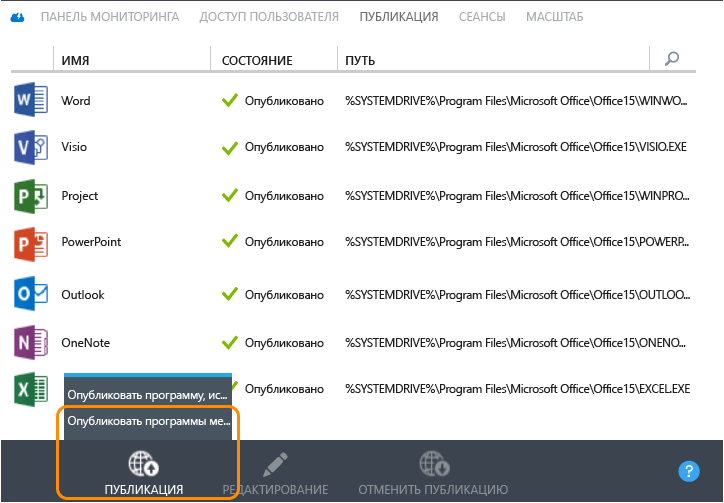 ПАНЕЛЬ МОНИТОРИНГА ДОСТУП ПОЛЬЗОВАТЕЛЯ ПУБЛИКАЦИЯ СЕАНСЫ МАСШТАБ
ИМЯ СОСТОЯНИЕ ПУТЬ
Word Опубликовано %SYSTEMDRIVE%\Program Files\Microsoft Office\Office15\WINWO...
Visio Опубликовано %SYSTEMDRIVE%\Program Files\Microsoft Office\Office15\VISIO.EXE
Project Опубликовано %SYSTEMDRIVE%\Program Files\Microsoft Office\Office15\WINPRO...
PowerPoint Опубликовано %SYSTEMDRIVE%\Program Files\Microsoft Office\Office15\POWERP...
Outlook Опубликовано %SYSTEMDRIVE%\Program Files\Microsoft Office\Office15\OUTLOO...
OneNote Опубликовано %SYSTEMDRIVE%\Program Files\Microsoft Office\Office15\ONENO...
Опубликовано %SYSTEMDRIVE%\Program Files\Microsoft Office\Office15\EXCEL.EXE
Опубликовать программу, ис...
Опубликовать программы ме...
ПУБЛИКАЦИЯ РЕДАКТИРОВАНИЕ ОТМЕНИТЬ ПУБЛИКАЦИЮ ?